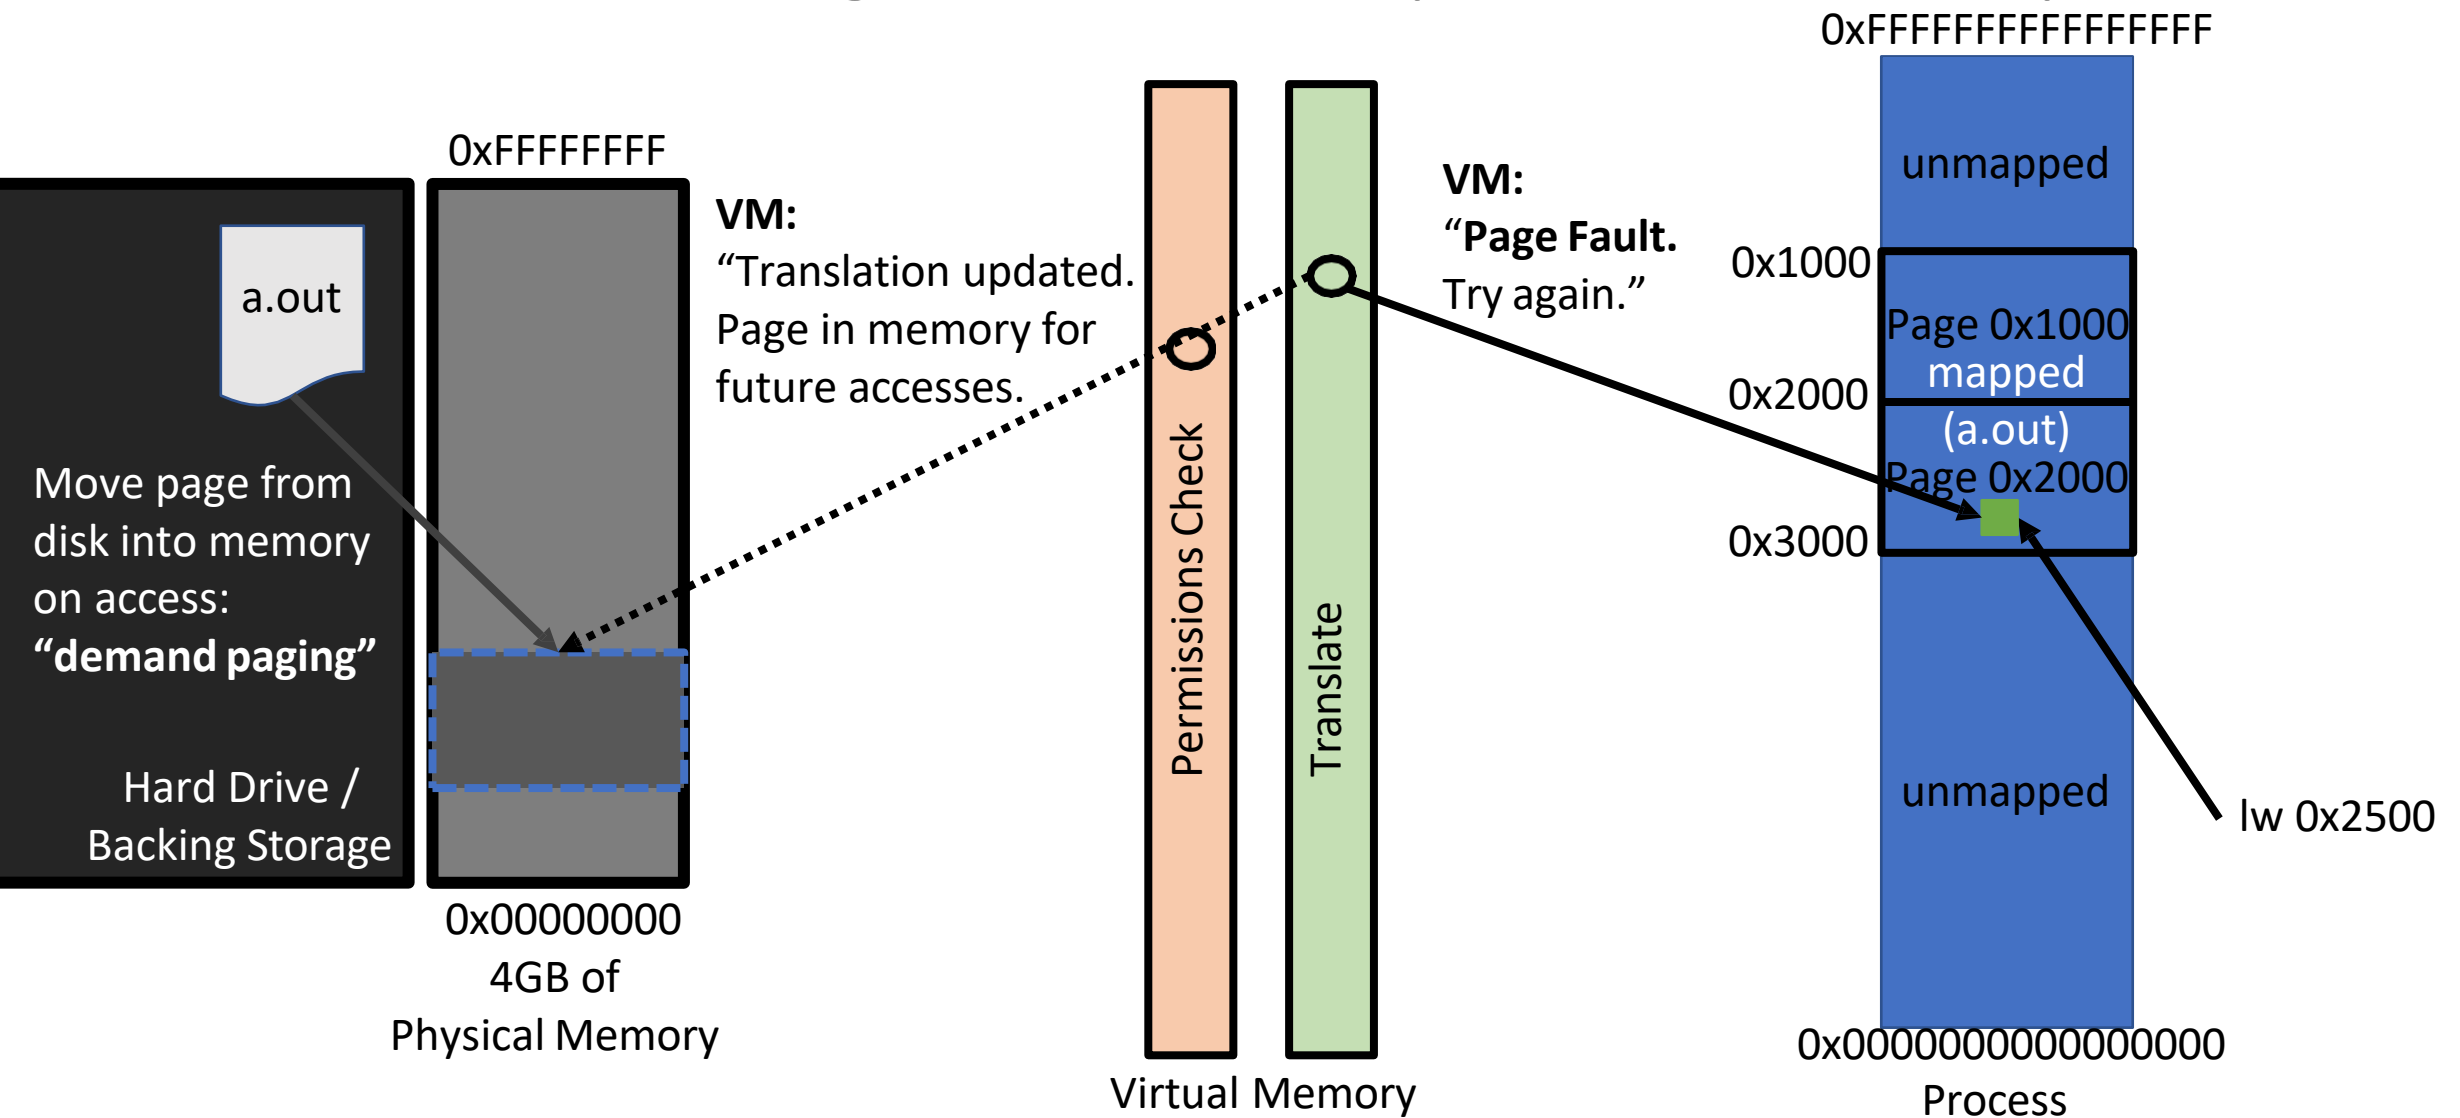 0xFFFFFFFFFFFFFFFF
0xFFFFFFFF
a.out
Move page from
disk into memory
on access:
“demand paging”
Hard Drive /
Backing Storage
0x00000000
4GB of
Physical Memory
VM:
“Translation updated.
Page in memory for
future accesses.
Permissions Check
Translate
Virtual Memory
VM:
“Page Fault.
Try again.”
unmapped
0x1000
Page 0x1000
mapped
0x2000
(a.out)
Page 0x2000
0x3000
unmapped
lw 0x2500
0x0000000000000000
Process